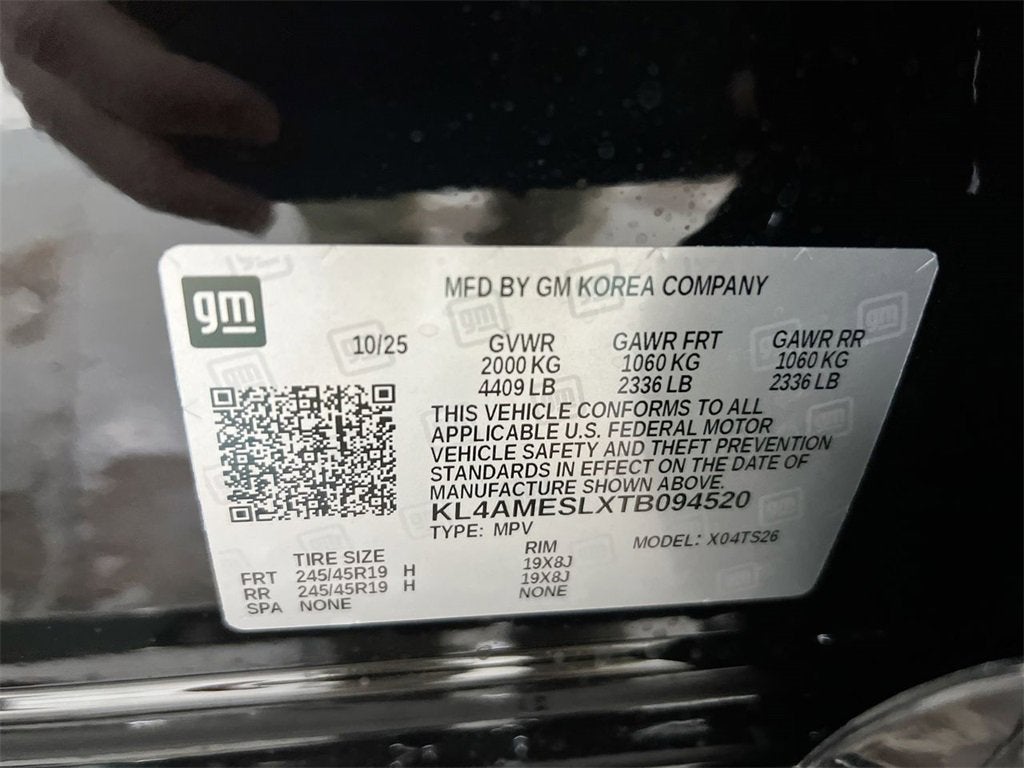 gm
MFD BY GM KOREA COMPANY
10/25
GVWR GAWR FRT GAWR RR
2000 KG 1060 KG 1060 KG
4409 LB 2336 LB 2336 LB
THIS VEHICLE CONFORMS TO ALL
APPLICABLE U.S. FEDERAL MOTOR
VEHICLE SAFETY AND THEFT PREVENTION
STANDARDS IN EFFECT ON THE DATE OF
MANUFACTURE SHOWN ABOVE.
KL4AMESLXTB094520
TYPE: MPV MODEL: X04TS26
TIRE SIZE RIM
FRT 245/45R19 H 19X8J
RR 245/45R19 H 19X8J
SPA NONE NONE